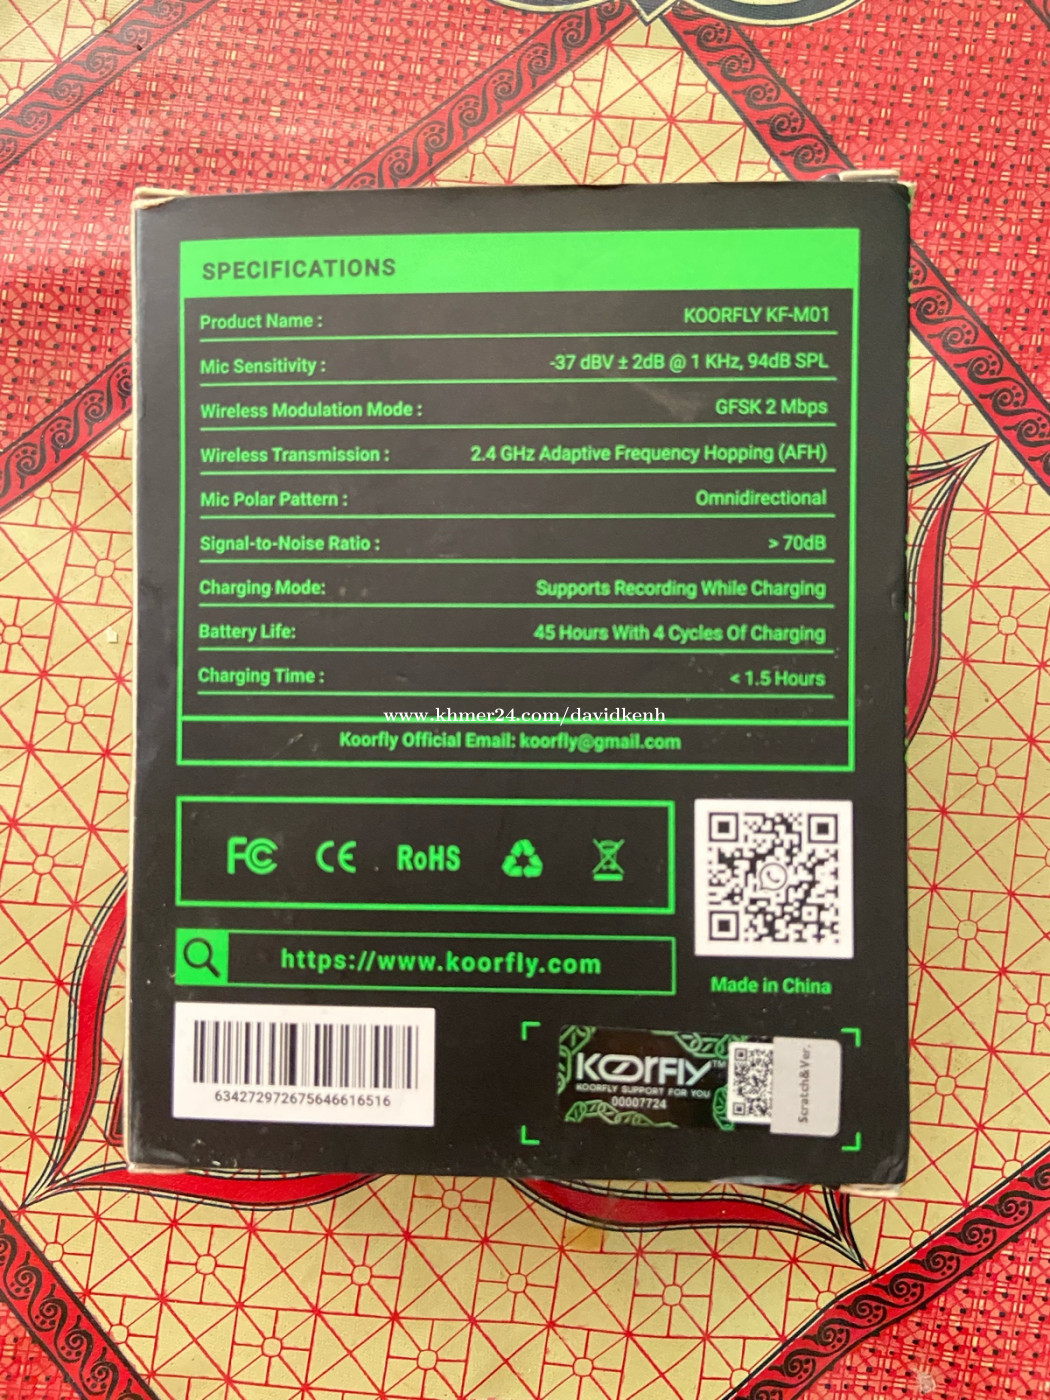 SPECIFICATIONS
Product Name : KOORFLY KF-M01
Mic Sensitivity : -37 dBV ± 2dB @ 1 KHz, 94dB SPL
Wireless Modulation Mode : GFSK 2 Mbps
Wireless Transmission : 2.4 GHz Adaptive Frequency Hopping (AFH)
Mic Polar Pattern : Omnidirectional
Signal-to-Noise Ratio : > 70dB
Charging Mode: Supports Recording While Charging
Battery Life: 45 Hours With 4 Cycles Of Charging
Charging Time : < 1.5 Hours
www.khmer24.com/davidkenh
Koorfly Official Email: koorfly@gmail.com
FC CE RoHS
https://www.koorfly.com
Made in China
634272972675646616516
KOORFLY™
KOORFLY SUPPORT FOR YOU
00007724
Scratch&Ver.